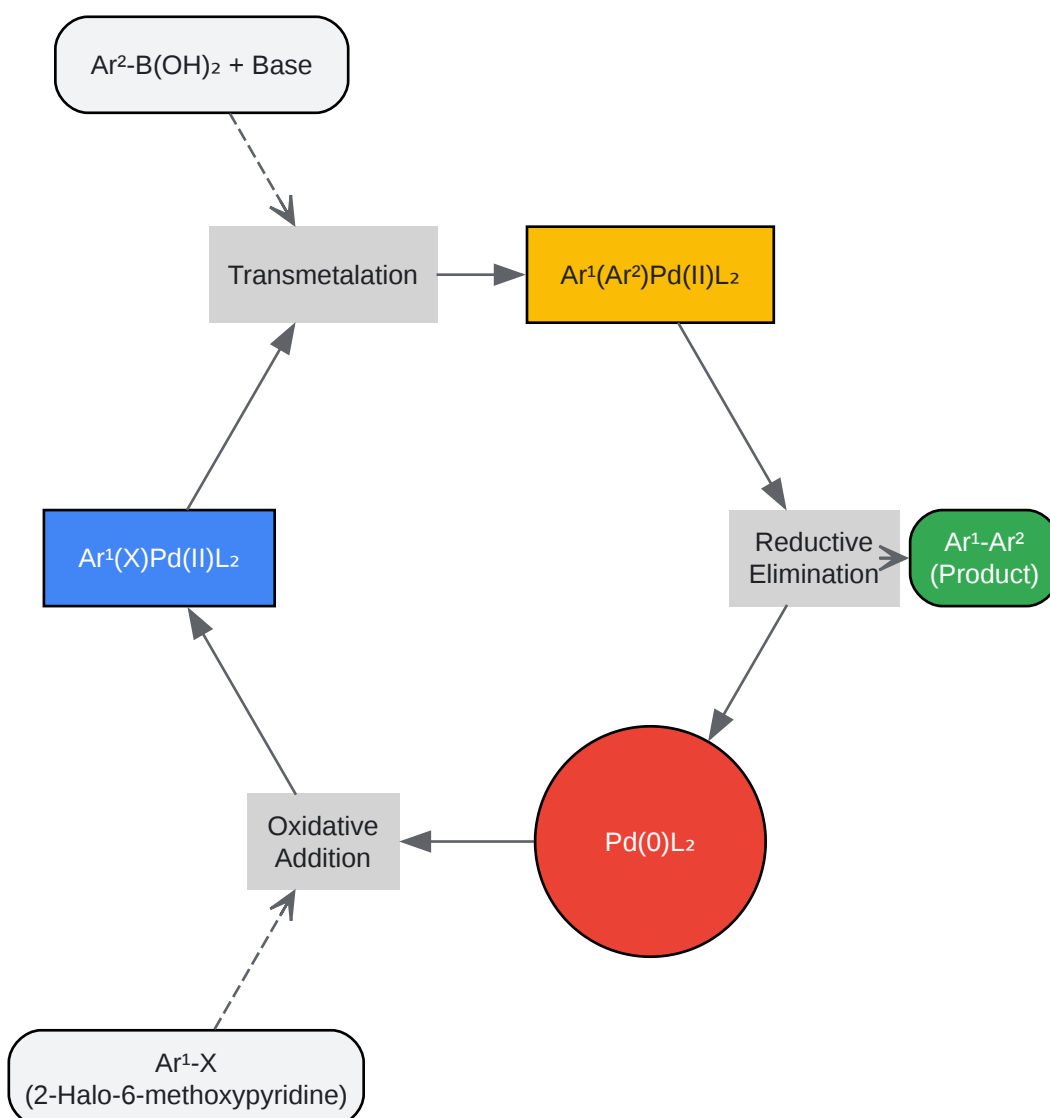 Ar²-B(OH)₂ + Base
Transmetalation
Ar¹(Ar²)Pd(II)L₂
Ar¹(X)Pd(II)L₂
Reductive
Elimination
Ar¹-Ar²
(Product)
Oxidative
Addition
Pd(0)L₂
Ar¹-X
(2-Halo-6-methoxypyridine)